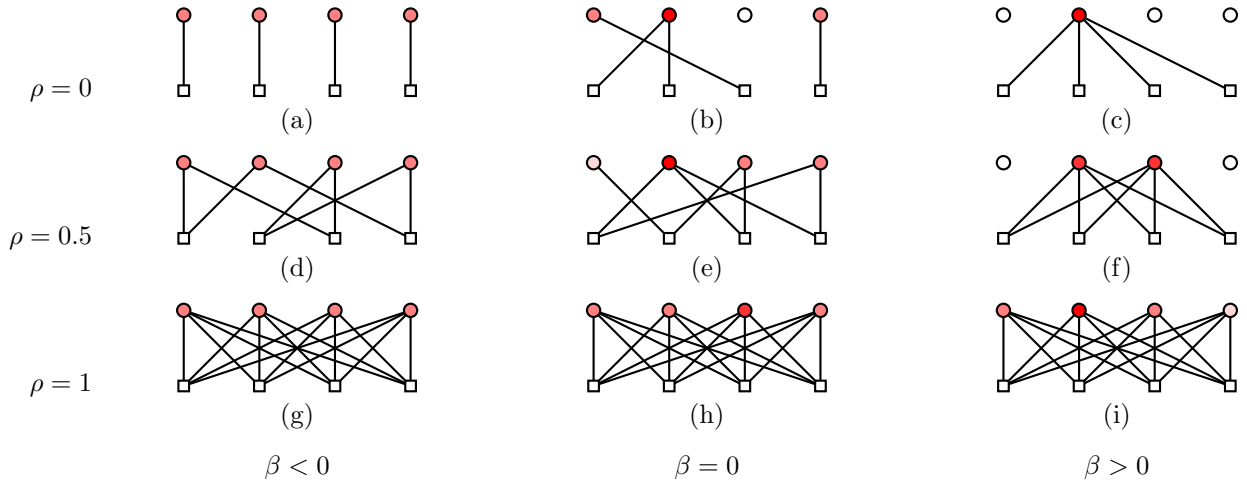 ρ = 0
(a) (b) (c)
ρ = 0.5
(d) (e) (f)
ρ = 1
(g) (h) (i)
β < 0 β = 0 β > 0